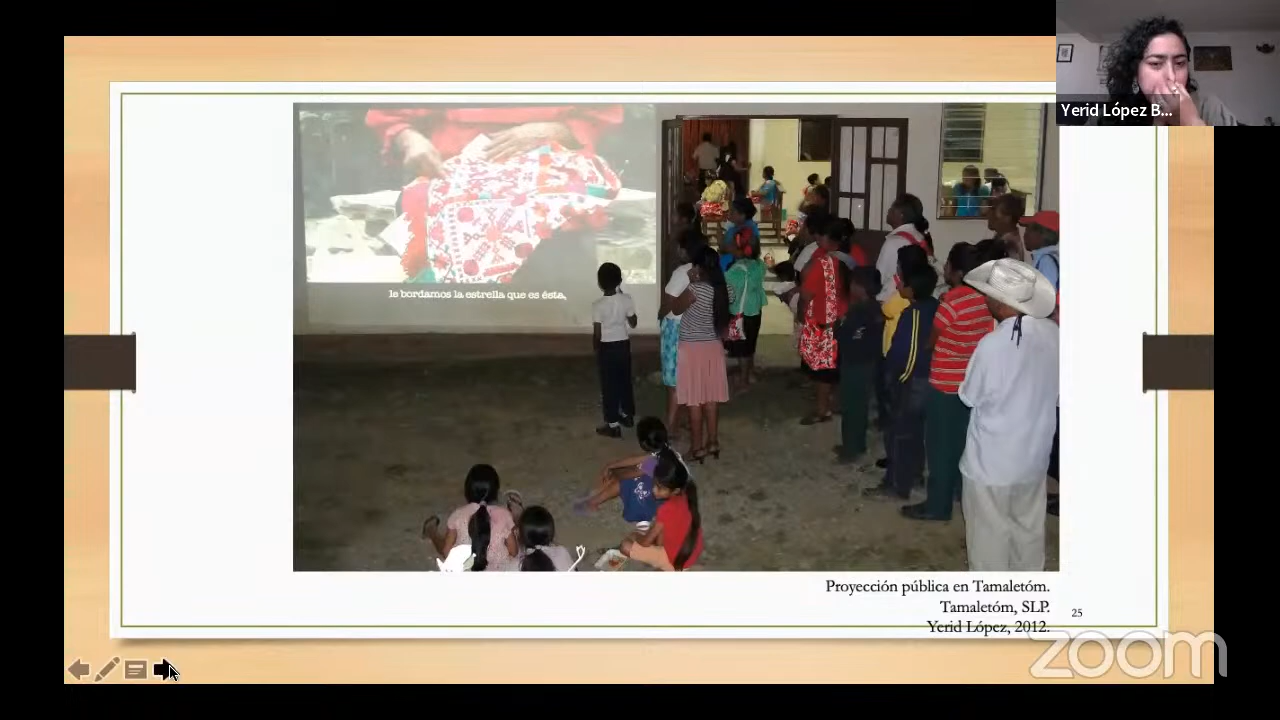 Yerid López B...
le bordamos la estrella que es ésta,
Proyección pública en Tamaletóm.
Tamaletóm, SLP.
Yerid López, 2012.
25
zoom